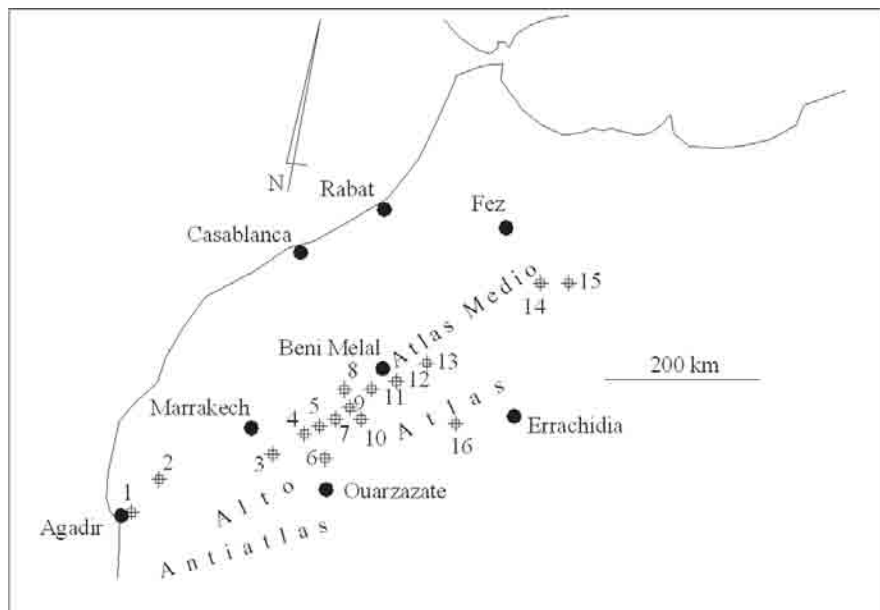 N
Rabat
Fez
Casablanca
Atlas Medio
14
15
Beni Melal
8
13
12
11
200 km
Marrakech
4
5
9
7
10
Atlas
16
Errachidia
3
6
2
1
Alto
Ouarzazate
Agadir
Antiatlas